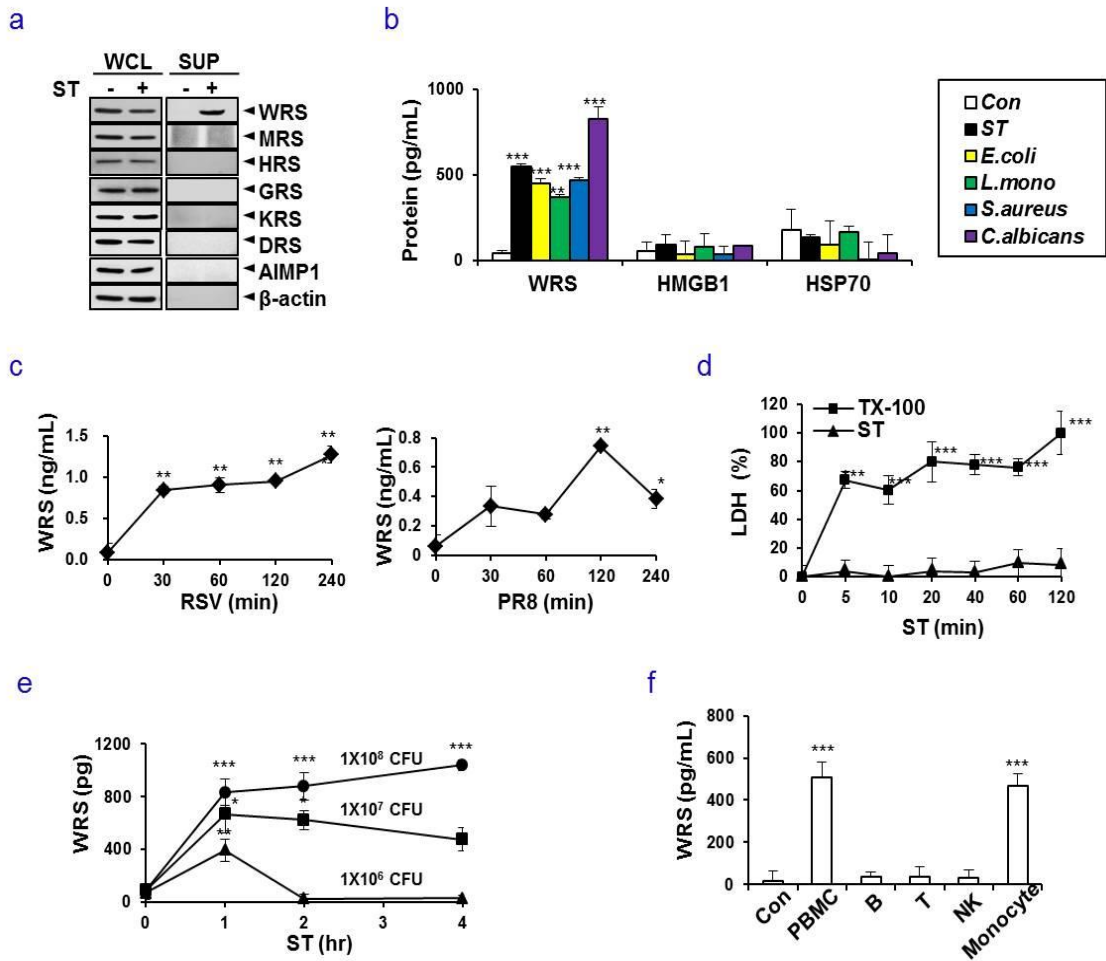 a
WCL SUP
ST - + - +
WRS
MRS
HRS
GRS
KRS
DRS
AIMP1
β-actin
b
Protein (pg/mL)
1000
500
0
***
***
**
***
***
WRS HMGB1 HSP70
Con
ST
E.coli
L.mono
S.aureus
C.albicans
c
WRS (ng/mL)
1.5
1.0
0.5
0.0
**
**
**
**
0 30 60 120 240
RSV (min)
WRS (ng/mL)
0.8
0.6
0.4
0.2
0
**
*
0 30 60 120 240
PR8 (min)
d
LDH (%)
120
100
80
60
40
20
0
TX-100
ST
***
***
***
***
***
***
0 5 10 20 40 60 120
ST (min)
e
WRS (pg)
1200
800
400
0
***
***
***
1X10⁸ CFU
*
*
1X10⁷ CFU
**
1X10⁶ CFU
0 1 2 3 4
ST (hr)
f
WRS (pg/mL)
800
600
400
200
0
***
***
Con PBMC B T NK Monocyte